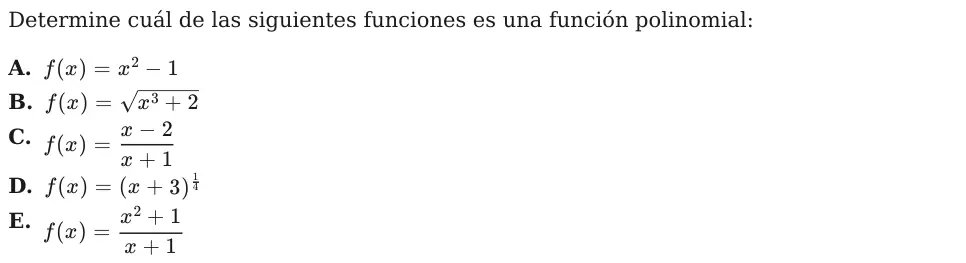 Determine cuál de las siguientes funciones es una función polinomial:
A. f(x) = x² − 1
B. f(x) = √(x³ + 2)
C. f(x) = (x − 2)/(x + 1)
D. f(x) = (x + 3)^(1/4)
E. f(x) = (x² + 1)/(x + 1)